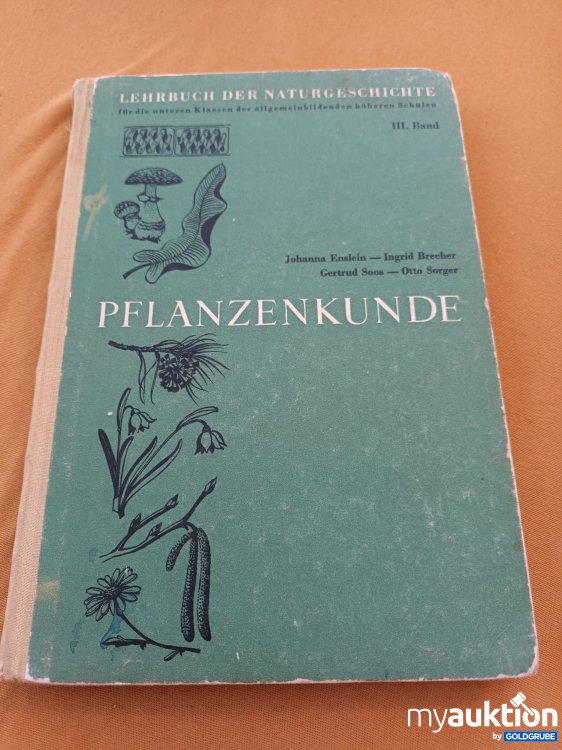 LEHRBUCH DER NATURGESCHICHTE
für die unteren Klassen der allgemeinbildenden höheren Schulen
III. Band
Johanna Enslein — Ingrid Brecher
Gertrud Soos — Otto Sorger
PFLANZENKUNDE
myauktion
by GOLDGRUBE